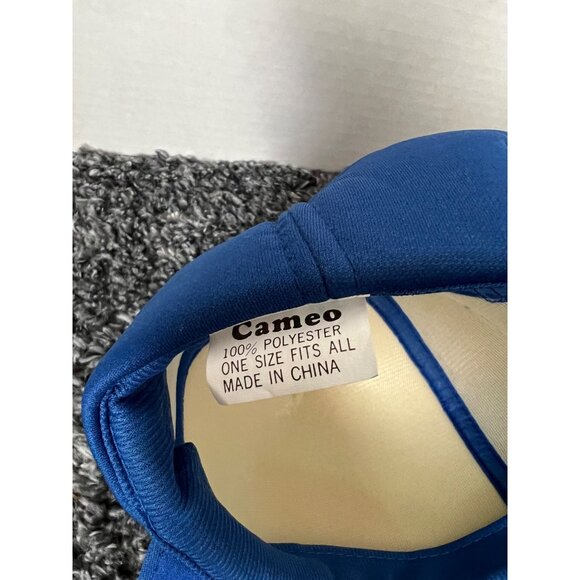 Cameo
100% POLYESTER
ONE SIZE FITS ALL
MADE IN CHINA